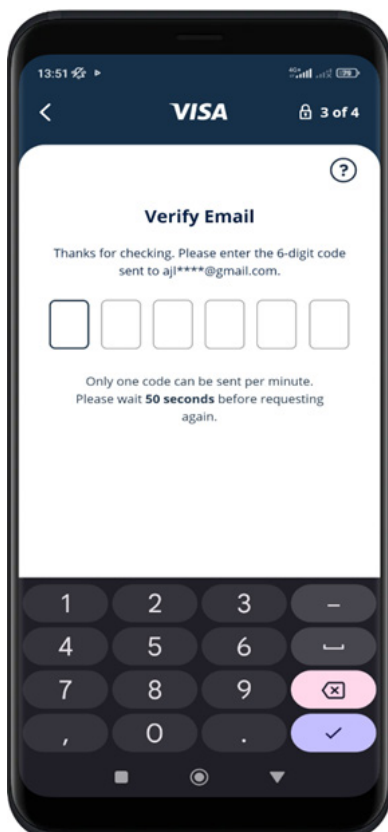 13:51
VISA
3 of 4
?
Verify Email
Thanks for checking. Please enter the 6-digit code
sent to ajl****@gmail.com.
Only one code can be sent per minute.
Please wait 50 seconds before requesting
again.
1 2 3 –
4 5 6
7 8 9
, 0 .